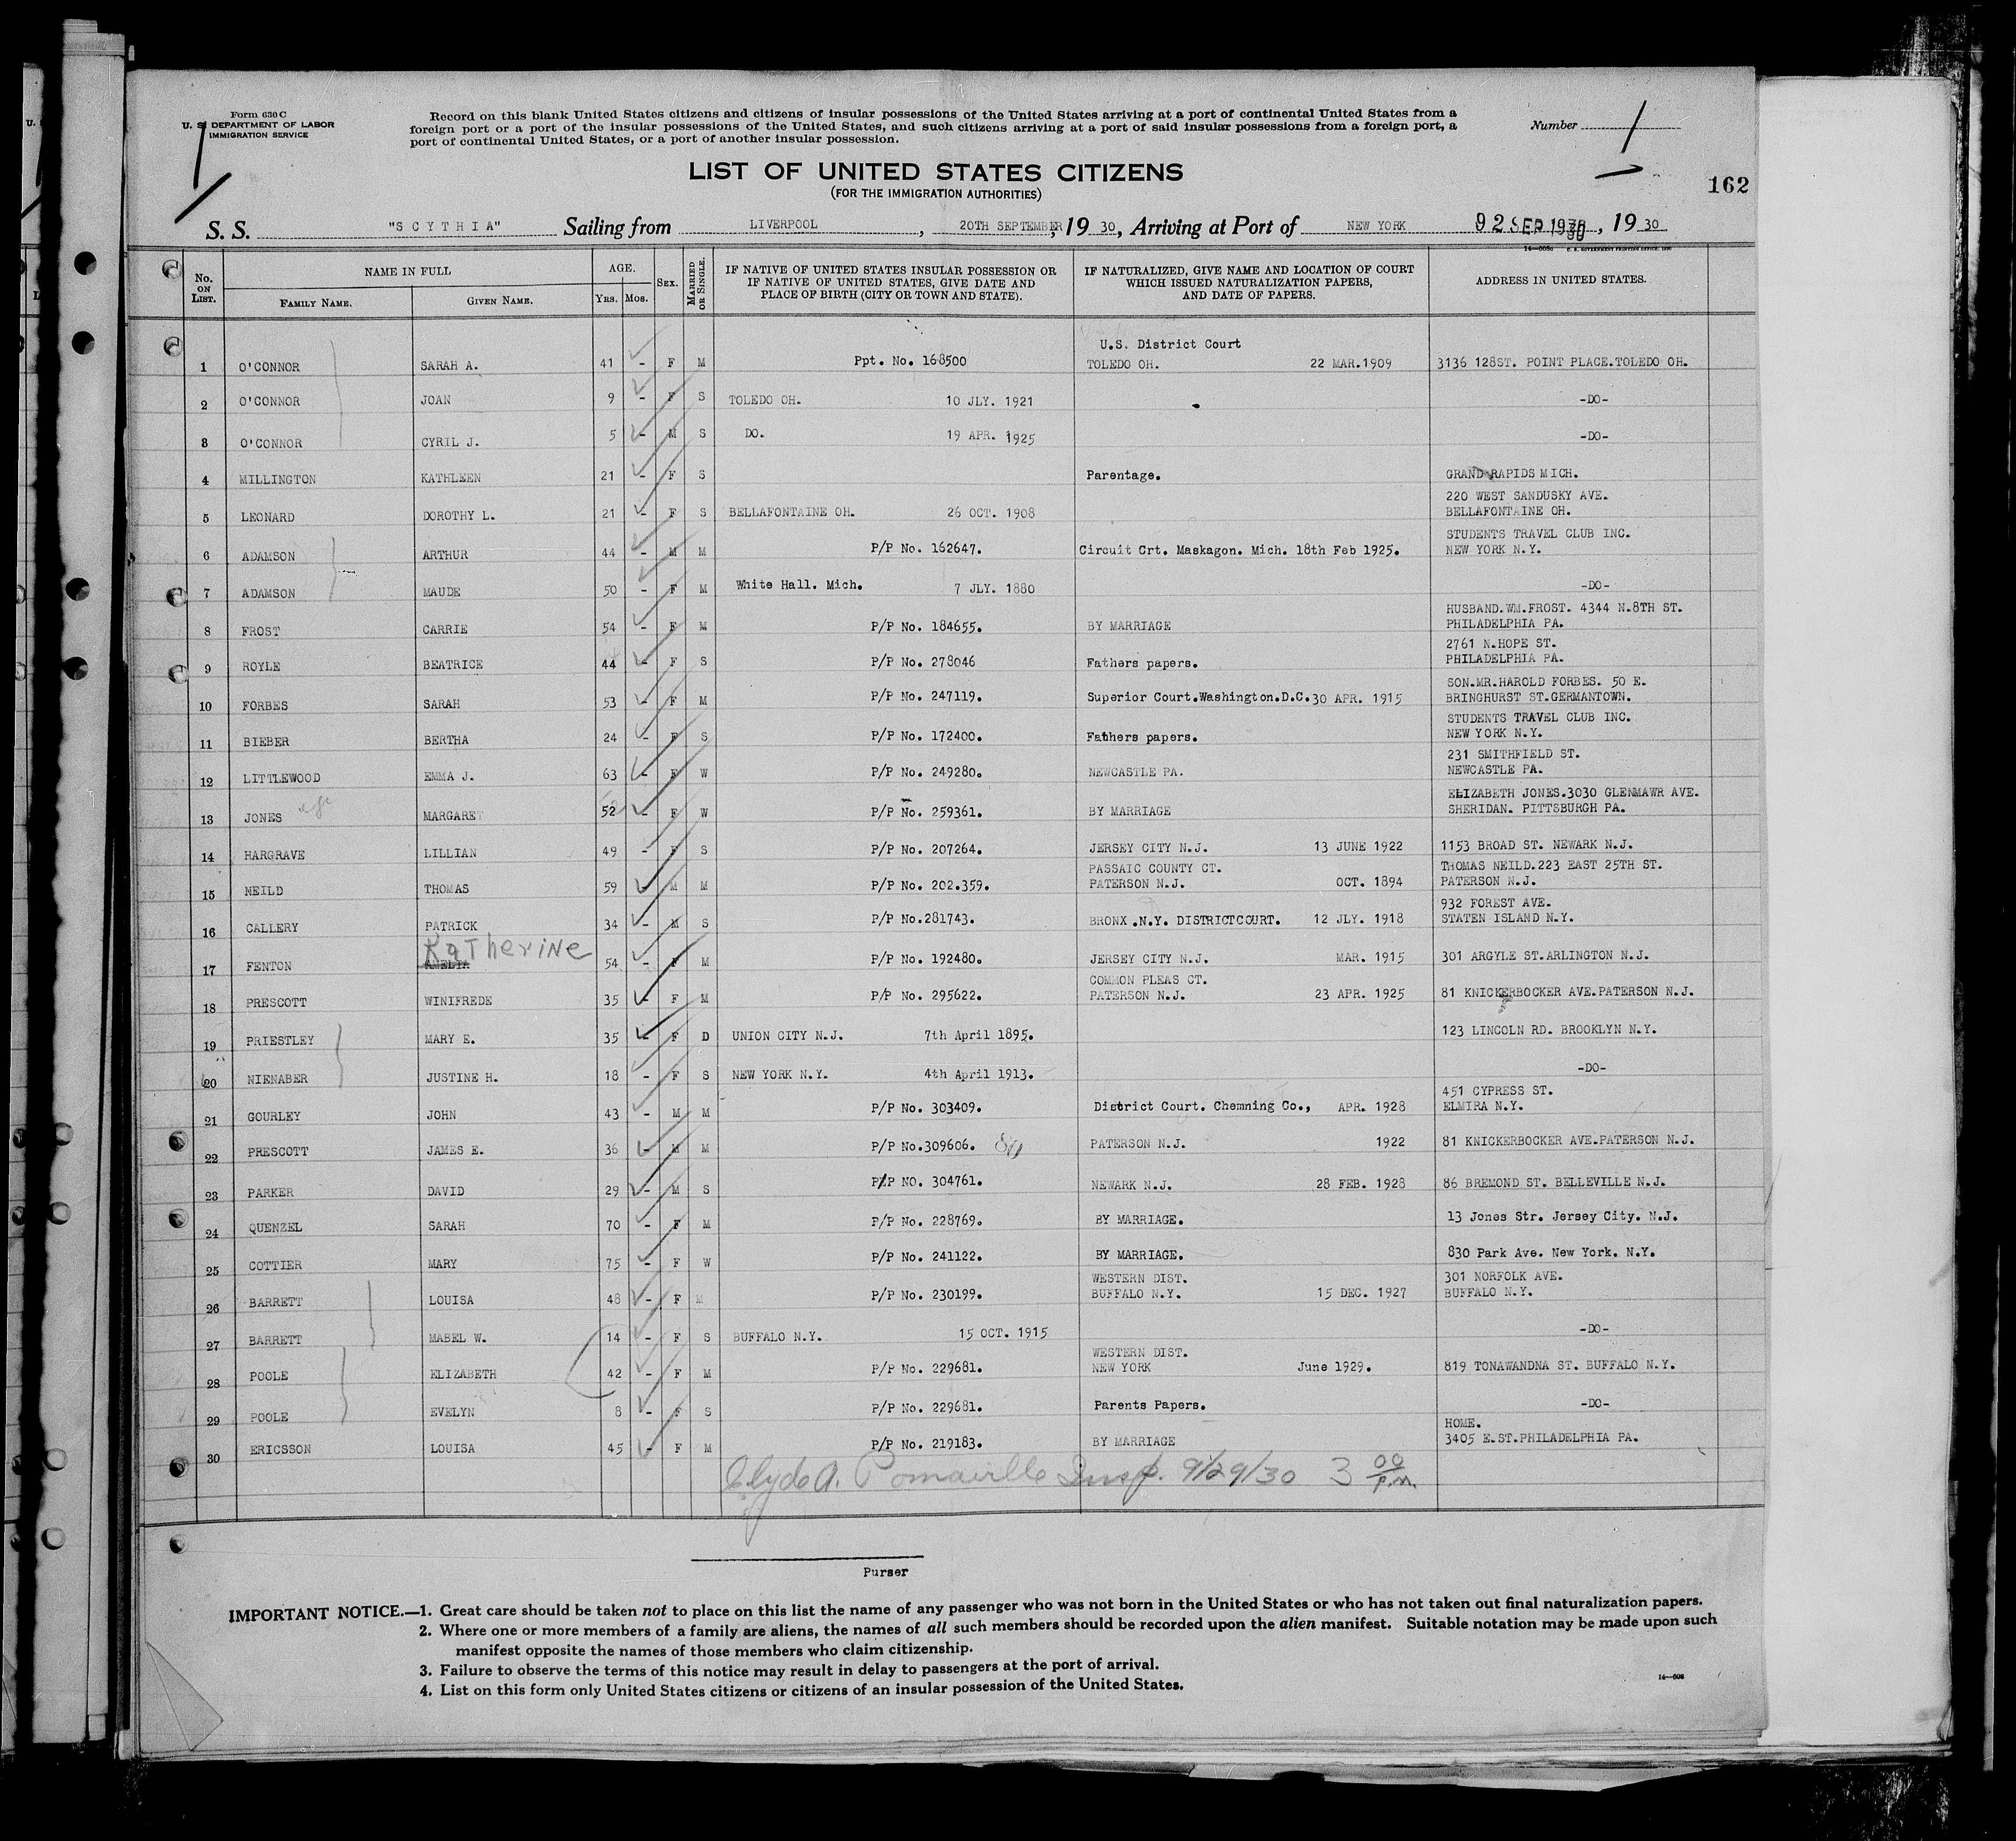 Form 630 C
U. S. DEPARTMENT OF LABOR
IMMIGRATION SERVICE
Record on this blank United States citizens and citizens of insular possessions of the United States arriving at a port of continental United States from a
foreign port or a port of the insular possessions of the United States, and such citizens arriving at a port of said insular possessions from a foreign port, a
port of continental United States, or a port of another insular possession.
Number 1
LIST OF UNITED STATES CITIZENS
(FOR THE IMMIGRATION AUTHORITIES)
162
S. S. "SCYTHIA" Sailing from LIVERPOOL, 20TH SEPTEMBER, 19 30, Arriving at Port of NEW YORK SEP , 19 30
No. ON LIST. NAME IN FULL FAMILY NAME. GIVEN NAME. AGE. YRS. MOS. SEX. MARRIED OR SINGLE. IF NATIVE OF UNITED STATES INSULAR POSSESSION OR IF NATIVE OF UNITED STATES, GIVE DATE AND PLACE OF BIRTH (CITY OR TOWN AND STATE). IF NATURALIZED, GIVE NAME AND LOCATION OF COURT WHICH ISSUED NATURALIZATION PAPERS, AND DATE OF PAPERS. ADDRESS IN UNITED STATES.
1 O'CONNOR SARAH A. 41 - F M Ppt. No. 168500 U.S. District Court TOLEDO OH. 22 MAR.1909 3136 128ST. POINT PLACE.TOLEDO OH.
2 O'CONNOR JOAN 9 - F S TOLEDO OH. 10 JLY. 1921 -DO-
3 O'CONNOR CYRIL J. 5 - M S DO. 19 APR. 1925 -DO-
4 MILLINGTON KATHLEEN 21 - F S Parentage. GRAND RAPIDS MICH.
5 LEONARD DOROTHY L. 21 - F S BELLAFONTAINE OH. 26 OCT. 1908 220 WEST SANDUSKY AVE. BELLAFONTAINE OH.
6 ADAMSON ARTHUR 44 - M M P/P No. 162647. Circuit Crt. Maskagon. Mich. 18th Feb 1925. STUDENTS TRAVEL CLUB INC. NEW YORK N.Y.
7 ADAMSON MAUDE 50 - F M White Hall. Mich. 7 JLY. 1880 -DO-
8 FROST CARRIE 54 - F M P/P No. 184655. BY MARRIAGE HUSBAND.WM.FROST. 4344 N.8TH ST. PHILADELPHIA PA.
9 ROYLE BEATRICE 44 - F S P/P No. 278046 Fathers papers. 2761 N.HOPE ST. PHILADELPHIA PA.
10 FORBES SARAH 53 - F M P/P No. 247119. Superior Court.Washington.D.C.30 APR. 1915 SON.MR.HAROLD FORBES. 50 E. BRINGHURST ST.GERMANTOWN.
11 BIEBER BERTHA 24 - F S P/P No. 172400. Fathers papers. STUDENTS TRAVEL CLUB INC. NEW YORK N.Y.
12 LITTLEWOOD EMMA J. 63 - F W P/P No. 249280. NEWCASTLE PA. 231 SMITHFIELD ST. NEWCASTLE PA.
13 JONES MARGARET 52 - F W P/P No. 259361. BY MARRIAGE ELIZABETH JONES.3030 GLENMAWR AVE. SHERIDAN. PITTSBURGH PA.
14 HARGRAVE LILLIAN 49 - F S P/P No. 207264. JERSEY CITY N.J. 13 JUNE 1922 1153 BROAD ST. NEWARK N.J.
15 NEILD THOMAS 59 - M M P/P No. 202.359. PASSAIC COUNTY CT. PATERSON N.J. OCT. 1894 THOMAS NEILD.223 EAST 25TH ST. PATERSON N.J.
16 CALLERY PATRICK 34 - M S P/P No.281743. BRONX .N.Y. DISTRICTCOURT. 12 JLY. 1918 932 FOREST AVE. STATEN ISLAND N.Y.
17 FENTON Katherine AMELIA 54 - F M P/P No. 192480. JERSEY CITY N.J. MAR. 1915 301 ARGYLE ST.ARLINGTON N.J.
18 PRESCOTT WINIFREDE 35 - F M P/P No. 295622. COMMON PLEAS CT. PATERSON N.J. 23 APR. 1925 81 KNICKERBOCKER AVE.PATERSON N.J.
19 PRIESTLEY MARY E. 35 - F D UNION CITY N.J. 7th April 1895. 123 LINCOLN RD. BROOKLYN N.Y.
20 NIENABER JUSTINE H. 18 - F S NEW YORK N.Y. 4th April 1913. -DO-
21 GOURLEY JOHN 43 - M M P/P No. 303409. District Court. Chemning Co., APR. 1928 451 CYPRESS ST. ELMIRA N.Y.
22 PRESCOTT JAMES E. 36 - M M P/P No.309606. PATERSON N.J. 1922 81 KNICKERBOCKER AVE.PATERSON N.J.
23 PARKER DAVID 29 - M S P/P NO. 304761. NEWARK N.J. 28 FEB. 1928 86 BREMOND ST. BELLEVILLE N.J.
24 QUENZEL SARAH 70 - F M P/P No. 228769. BY MARRIAGE. 13 Jones Str. Jersey City. N.J.
25 COTTIER MARY 75 - F W P/P No. 241122. BY MARRIAGE. 830 Park Ave. New York. N.Y.
26 BARRETT LOUISA 48 - F M P/P No. 230199. WESTERN DIST. BUFFALO N.Y. 15 DEC. 1927 301 NORFOLK AVE. BUFFALO N.Y.
27 BARRETT MABEL W. 14 - F S BUFFALO N.Y. 15 OCT. 1915 -DO-
28 POOLE ELIZABETH 42 - F M P/P No. 229681. WESTERN DIST. NEW YORK June 1929. 819 TONAWANDNA ST. BUFFALO N.Y.
29 POOLE EVELYN 8 - F S P/P No. 229681. Parents Papers. -DO-
30 ERICSSON LOUISA 45 - F M P/P No. 219183. BY MARRIAGE HOME. 3405 E.ST.PHILADELPHIA PA.
Clyde A. Pomaville Insp. 9/29/30 3 00 p.m.
Purser
IMPORTANT NOTICE.—1. Great care should be taken not to place on this list the name of any passenger who was not born in the United States or who has not taken out final naturalization papers.
2. Where one or more members of a family are aliens, the names of all such members should be recorded upon the alien manifest. Suitable notation may be made upon such
manifest opposite the names of those members who claim citizenship.
3. Failure to observe the terms of this notice may result in delay to passengers at the port of arrival.
4. List on this form only United States citizens or citizens of an insular possession of the United States.